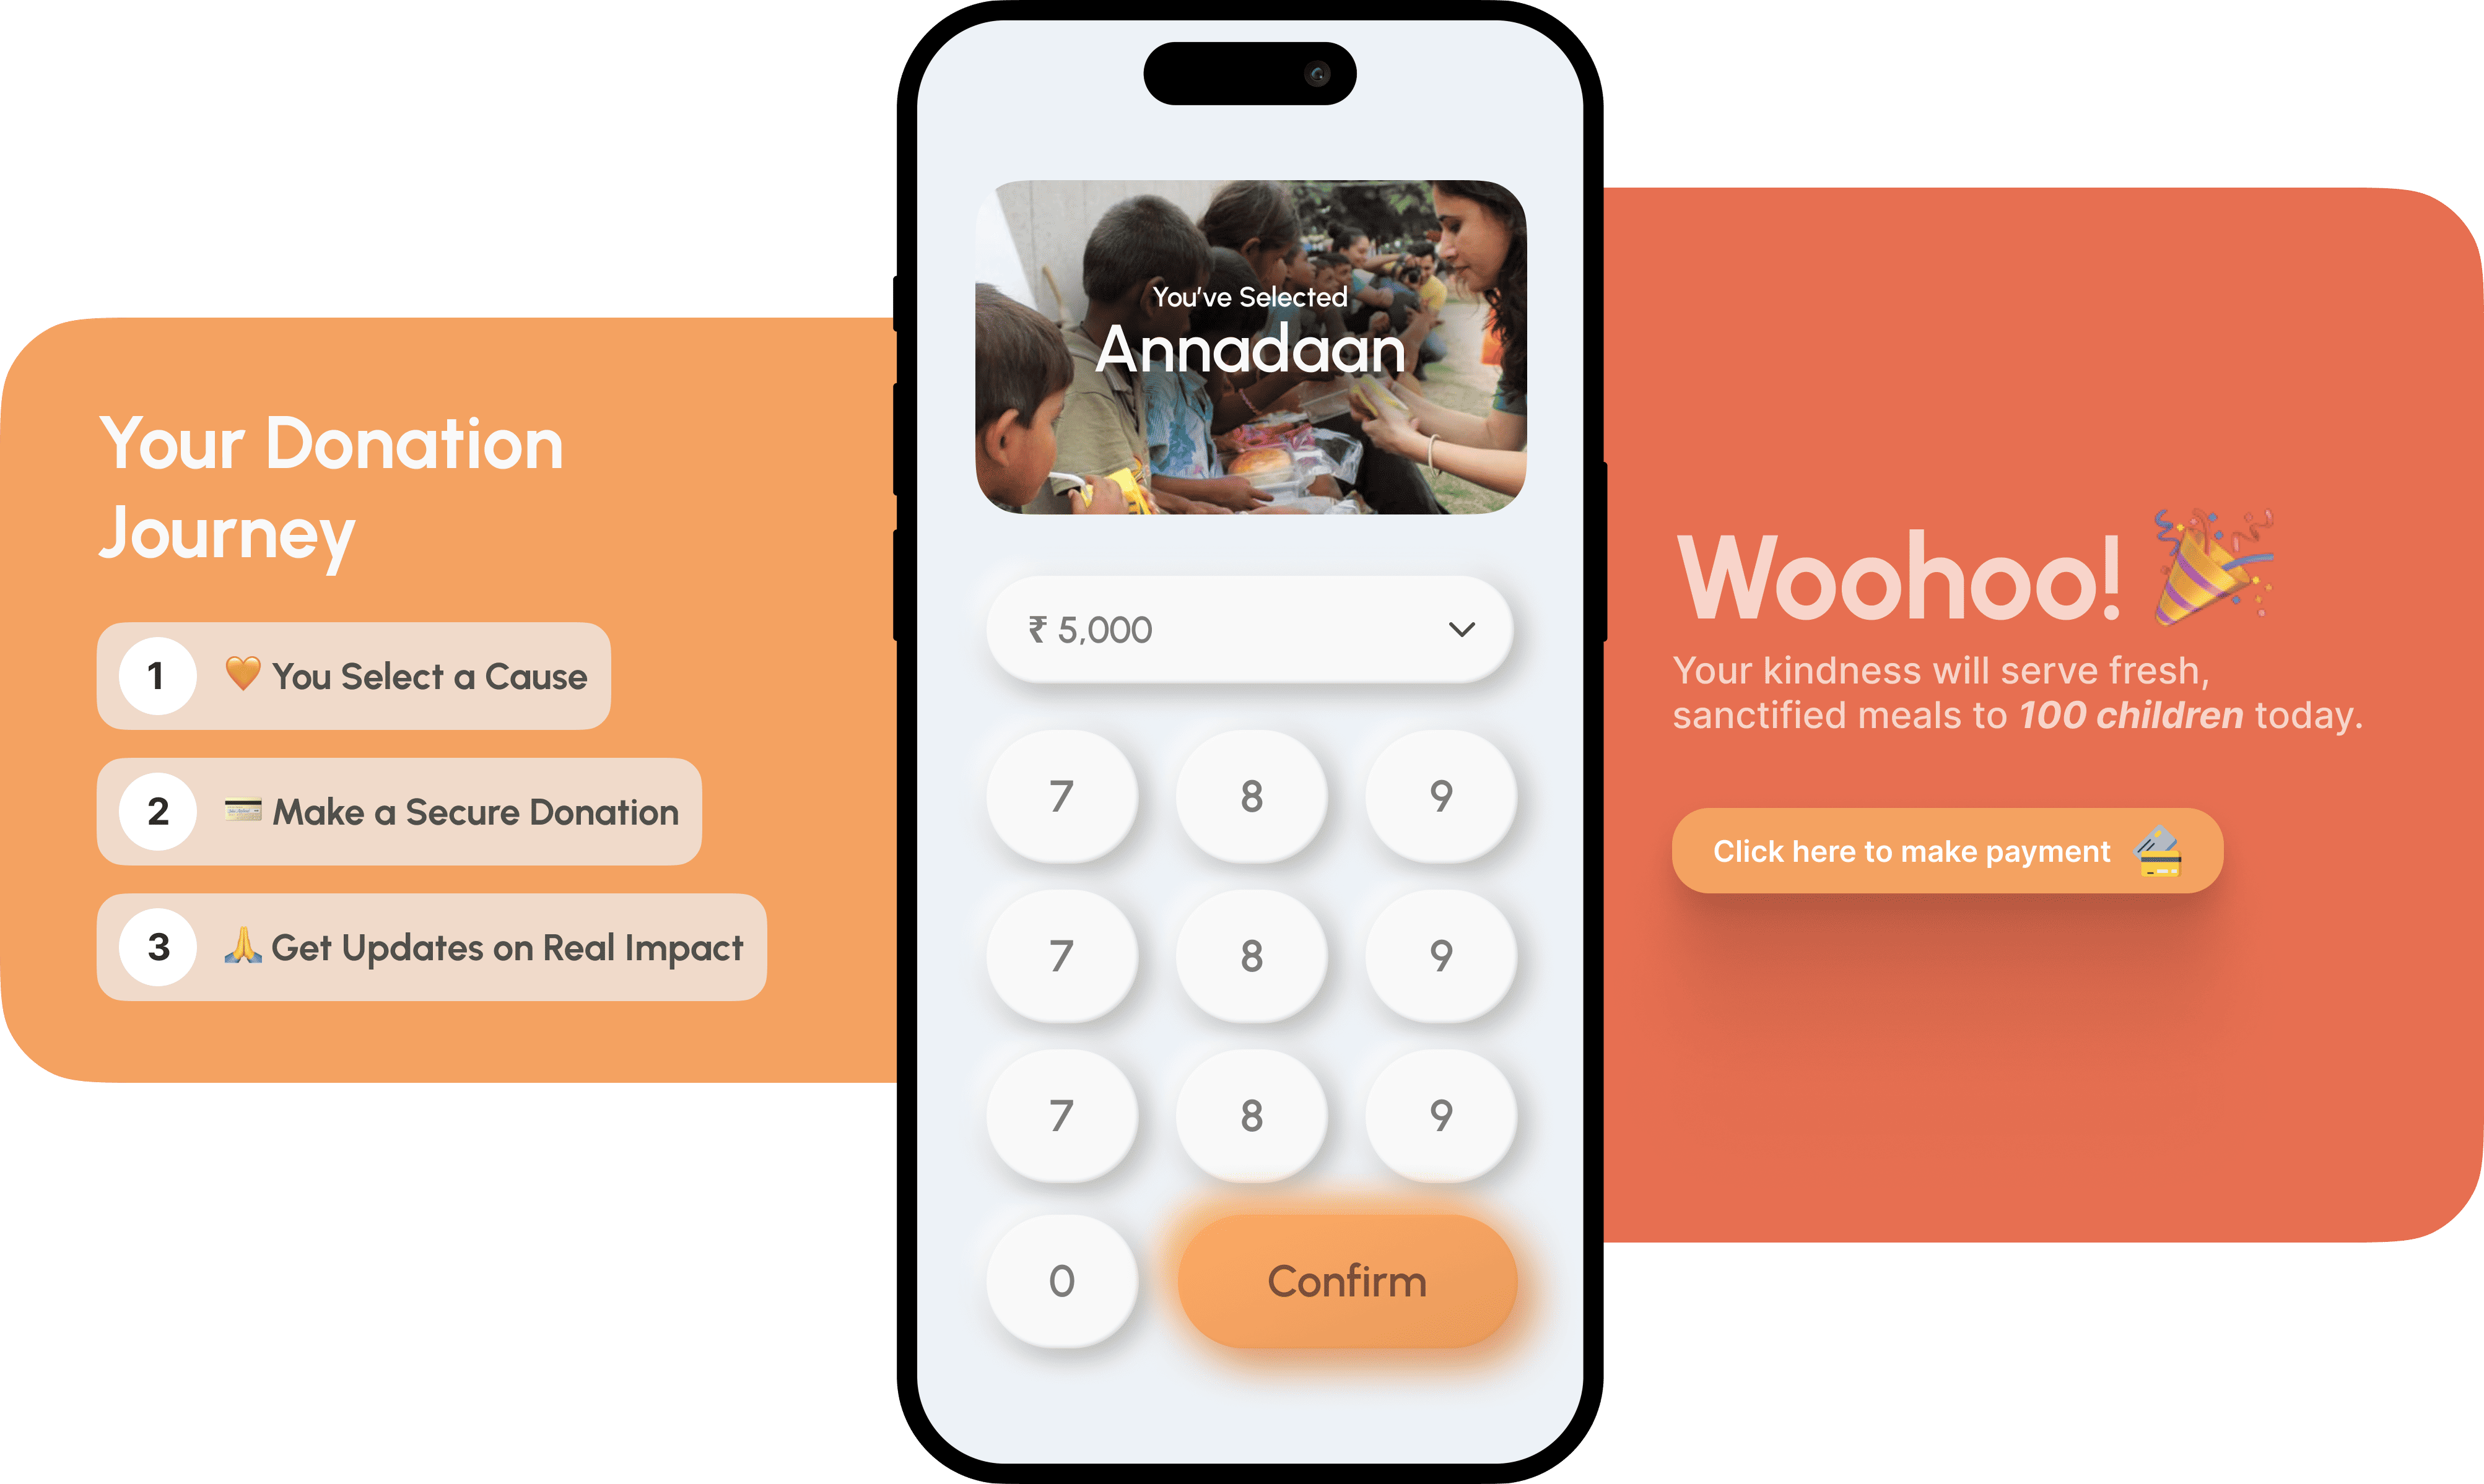 Your Donation
Journey
1 🧡 You Select a Cause
2 💳 Make a Secure Donation
3 🙏 Get Updates on Real Impact
You've Selected
Annadaan
₹ 5,000
7 8 9
7 8 9
7 8 9
0 Confirm
Woohoo! 🎉
Your kindness will serve fresh,
sanctified meals to 100 children today.
Click here to make payment